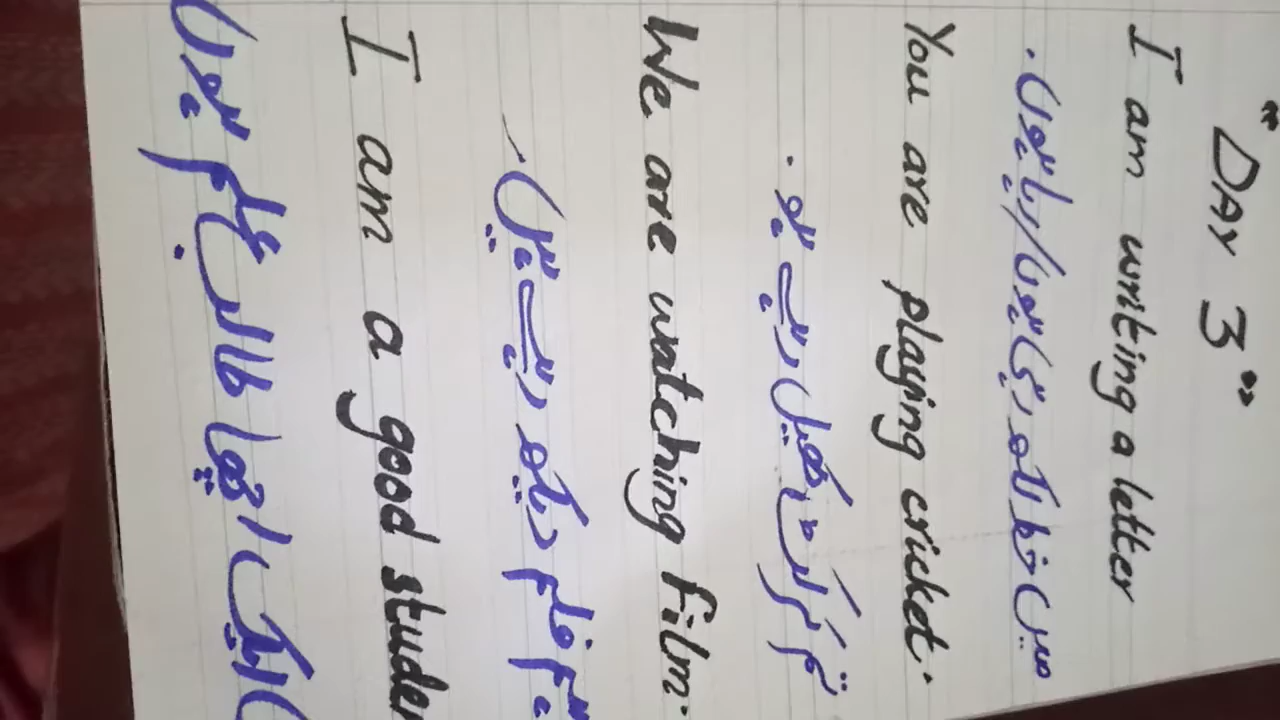 "DAY 3"
I am writing a letter
میں خط لکھ رہی ہوں/رہا ہوں.
You are playing cricket.
تم کرکٹ کھیل رہے ہو.
We are watching film.
ہم فلم دیکھ رہے ہیں.
I am a good studen
ایک اچھا طالب علم ہوں